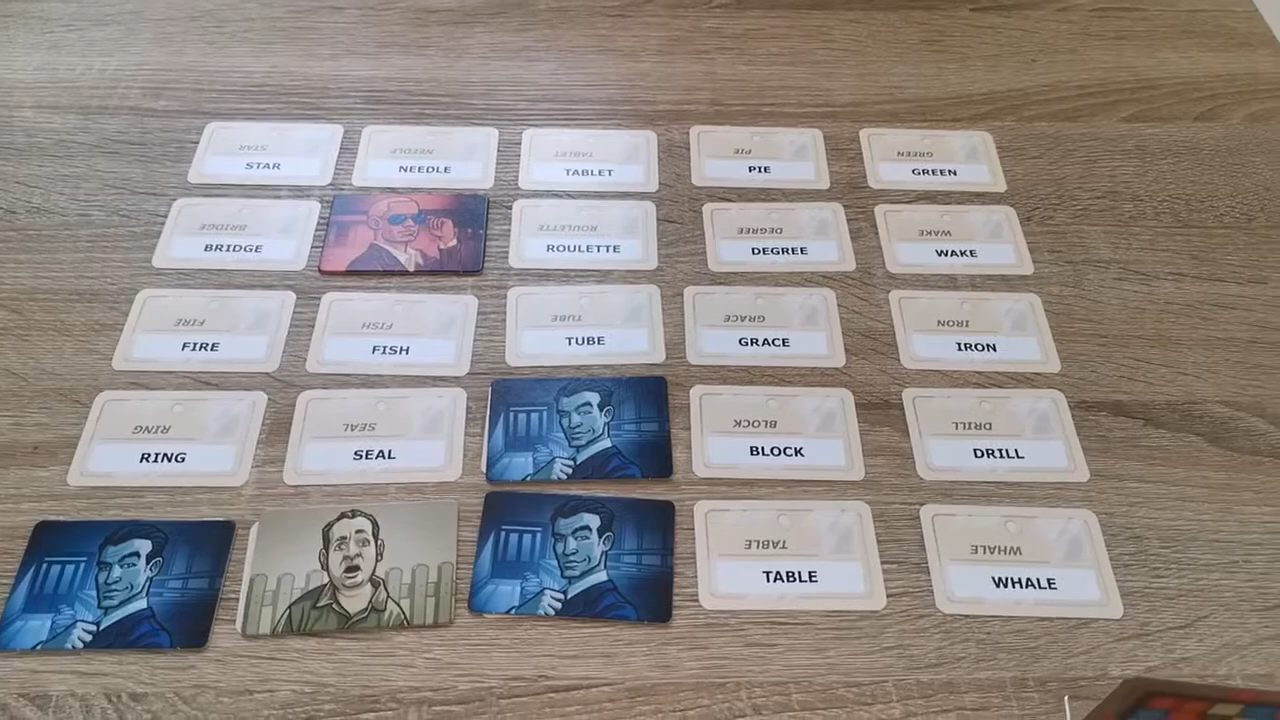 STAR
STAR
NEEDLE
NEEDLE
TABLET
TABLET
PIE
PIE
GREEN
GREEN
BRIDGE
BRIDGE
ROULETTE
ROULETTE
DEGREE
DEGREE
WAKE
WAKE
FIRE
FIRE
FISH
FISH
TUBE
TUBE
GRACE
GRACE
IRON
IRON
RING
RING
SEAL
SEAL
BLOCK
BLOCK
DRILL
DRILL
TABLE
TABLE
WHALE
WHALE